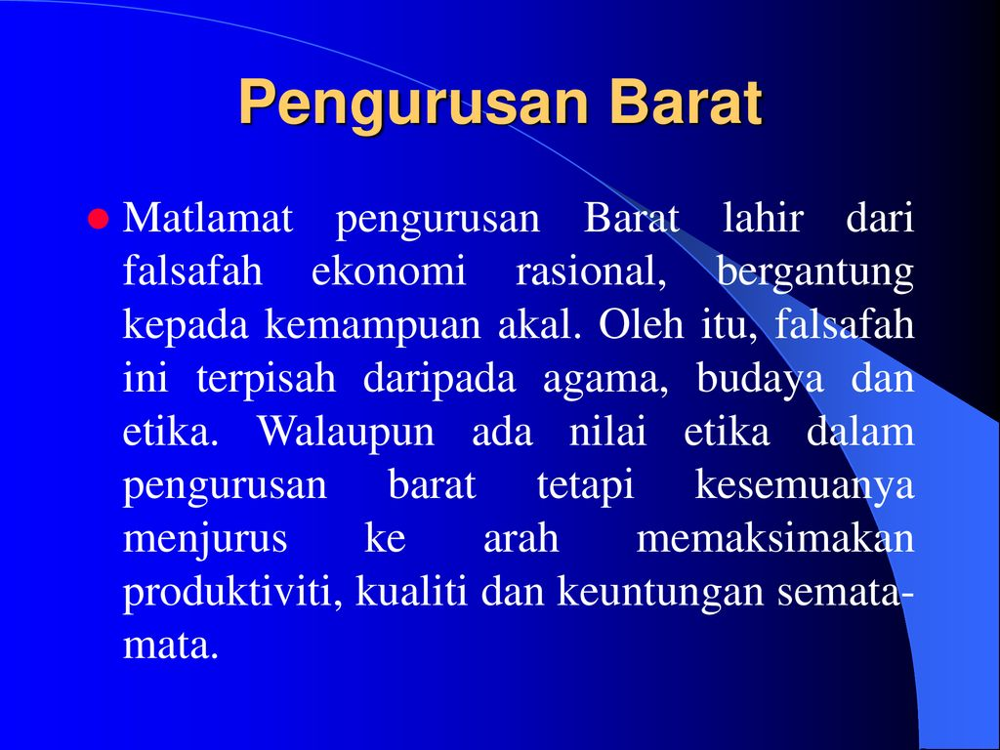 Pengurusan Barat
Matlamat pengurusan Barat lahir dari
falsafah ekonomi rasional, bergantung
kepada kemampuan akal. Oleh itu, falsafah
ini terpisah daripada agama, budaya dan
etika. Walaupun ada nilai etika dalam
pengurusan barat tetapi kesemuanya
menjurus ke arah memaksimakan
produktiviti, kualiti dan keuntungan semata-
mata.